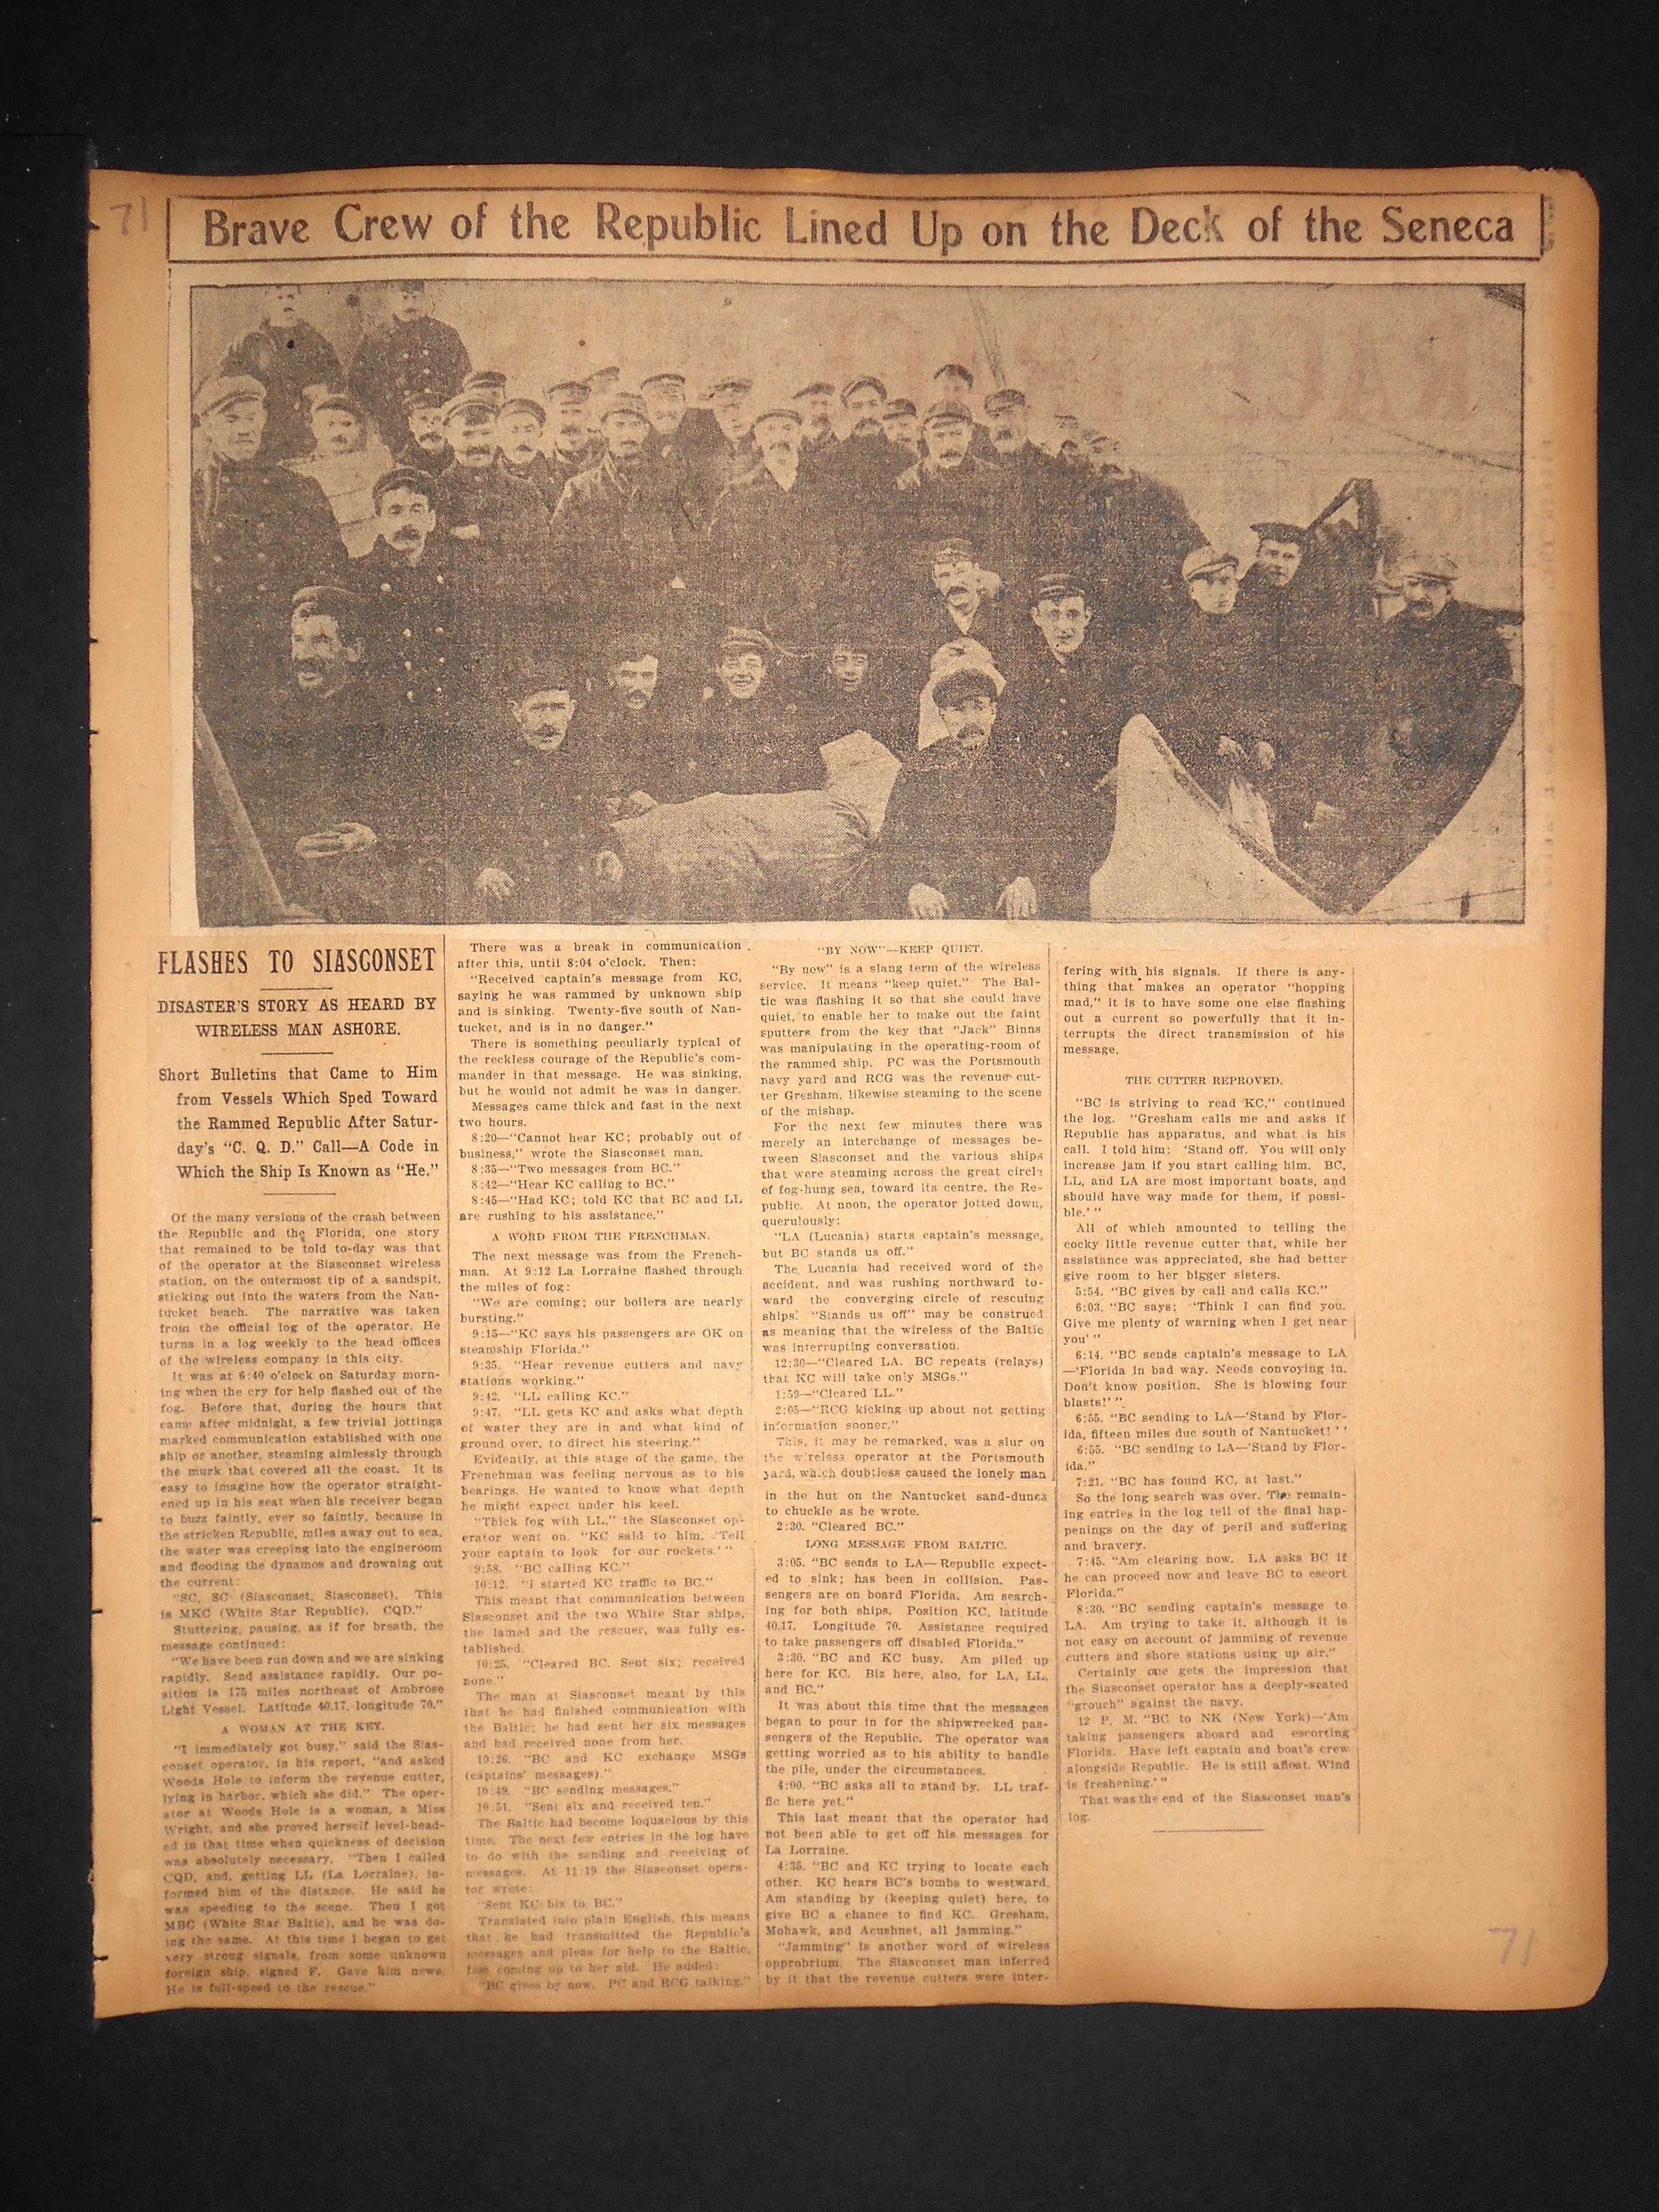 71
Brave Crew of the Republic Lined Up on the Deck of the Seneca
FLASHES TO SIASCONSET
DISASTER'S STORY AS HEARD BY
WIRELESS MAN ASHORE.
Short Bulletins that Came to Him
from Vessels Which Sped Toward
the Rammed Republic After Satur-
day's "C. Q. D." Call—A Code in
Which the Ship Is Known as "He."
Of the many versions of the crash between
the Republic and the Florida, one story
that remained to be told to-day was that
of the operator at the Siasconset wireless
station, on the outermost tip of a sandspit,
sticking out into the waters from the Nan-
tucket beach. The narrative was taken
from the official log of the operator. He
turns in a log weekly to the head offices
of the wireless company in this city.
It was at 6:40 o'clock on Saturday morn-
ing when the cry for help flashed out of the
fog. Before that, during the hours that
came after midnight, a few trivial jottings
marked communication established with one
ship or another, steaming aimlessly through
the murk that covered all the coast. It is
easy to imagine how the operator straight-
ened up in his seat when his receiver began
to buzz faintly, ever so faintly, because in
the stricken Republic, miles away out to sea,
the water was creeping into the engineroom
and flooding the dynamos and drowning out
the current:
"SC, SC (Siasconset, Siasconset). This
is MKC (White Star Republic). CQD."
Stuttering, pausing, as if for breath, the
message continued:
"We have been run down and we are sinking
rapidly. Send assistance rapidly. Our po-
sition is 175 miles northeast of Ambrose
Light Vessel. Latitude 40.17, longitude 70."
A WOMAN AT THE KEY.
"I immediately got busy," said the Sias-
conset operator, in his report, "and asked
Woods Hole to inform the revenue cutter,
lying in harbor, which she did." The oper-
ator at Woods Hole is a woman, a Miss
Wright, and she proved herself level-head-
ed in that time when quickness of decision
was absolutely necessary. "Then I called
CQD, and, getting LL (La Lorraine), in-
formed him of the distance. He said he
was speeding to the scene. Then I got
MBC (White Star Baltic), and he was do-
ing the same. At this time I began to get
very strong signals, from some unknown
foreign ship, signed F. Gave him news.
He is full-speed to the rescue."
There was a break in communication
after this, until 8:04 o'clock. Then:
"Received captain's message from KC,
saying he was rammed by unknown ship
and is sinking. Twenty-five south of Nan-
tucket, and is in no danger."
There is something peculiarly typical of
the reckless courage of the Republic's com-
mander in that message. He was sinking,
but he would not admit he was in danger.
Messages came thick and fast in the next
two hours.
8:20—"Cannot hear KC; probably out of
business," wrote the Siasconset man.
8:35—"Two messages from BC."
8:42—"Hear KC calling to BC."
8:45—"Had KC; told KC that BC and LL
are rushing to his assistance."
A WORD FROM THE FRENCHMAN.
The next message was from the French-
man. At 9:12 La Lorraine flashed through
the miles of fog:
"We are coming; our boilers are nearly
bursting."
9:15—"KC says his passengers are OK on
steamship Florida."
9:35. "Hear revenue cutters and navy
stations working."
9:42. "LL calling KC."
9:47. "LL gets KC and asks what depth
of water they are in and what kind of
ground over, to direct his steering."
Evidently, at this stage of the game, the
Frenchman was feeling nervous as to his
bearings. He wanted to know what depth
he might expect under his keel.
"Thick fog with LL," the Siasconset op-
erator went on. "KC said to him, 'Tell
your captain to look for our rockets.'"
9:58. "BC calling KC."
10:12. "I started KC traffic to BC."
This meant that communication between
Siasconset and the two White Star ships,
the lamed and the rescuer, was fully es-
tablished.
10:25. "Cleared BC. Sent six; received
none."
The man at Siasconset meant by this
that he had finished communication with
the Baltic; he had sent her six messages
and had received none from her.
10:26. "BC and KC exchange MSGs
(captains' messages)."
10:49. "BC sending messages."
10:51. "Sent six and received ten."
The Baltic had become loquacious by this
time. The next few entries in the log have
to do with the sending and receiving of
messages. At 11:19 the Siasconset opera-
tor wrote:
"Sent KC bix to BC."
Translated into plain English, this means
that he had transmitted the Republic's
messages and pleas for help to the Baltic,
fast coming up to her aid. He added:
"BC gives by now. PC and RCG talking."
"BY NOW"—KEEP QUIET.
"By now" is a slang term of the wireless
service. It means "keep quiet." The Bal-
tic was flashing it so that she could have
quiet, to enable her to make out the faint
sputters from the key that "Jack" Binns
was manipulating in the operating-room of
the rammed ship. PC was the Portsmouth
navy yard and RCG was the revenue cut-
ter Gresham, likewise steaming to the scene
of the mishap.
For the next few minutes there was
merely an interchange of messages be-
tween Siasconset and the various ships
that were steaming across the great circle
of fog-hung sea, toward its centre, the Re-
public. At noon, the operator jotted down,
querulously:
"LA (Lucania) starts captain's message,
but BC stands us off."
The Lucania had received word of the
accident, and was rushing northward to-
ward the converging circle of rescuing
ships. "Stands us off" may be construed
as meaning that the wireless of the Baltic
was interrupting conversation.
12:30—"Cleared LA. BC repeats (relays)
that KC will take only MSGs."
1:59—"Cleared LL."
2:05—"RCG kicking up about not getting
information sooner."
This, it may be remarked, was a slur on
the wireless operator at the Portsmouth
yard, which doubtless caused the lonely man
in the hut on the Nantucket sand-dunes
to chuckle as he wrote.
2:30. "Cleared BC."
LONG MESSAGE FROM BALTIC.
3:05. "BC sends to LA—Republic expect-
ed to sink; has been in collision. Pas-
sengers are on board Florida. Am search-
ing for both ships. Position KC, latitude
40.17. Longitude 70. Assistance required
to take passengers off disabled Florida."
3:30. "BC and KC busy. Am piled up
here for KC. Biz here, also, for LA, LL,
and BC."
It was about this time that the messages
began to pour in for the shipwrecked pas-
sengers of the Republic. The operator was
getting worried as to his ability to handle
the pile, under the circumstances.
4:00. "BC asks all to stand by. LL traf-
fic here yet."
This last meant that the operator had
not been able to get off his messages for
La Lorraine.
4:35. "BC and KC trying to locate each
other. KC hears BC's bombs to westward.
Am standing by (keeping quiet) here, to
give BC a chance to find KC. Gresham,
Mohawk, and Acushnet, all jamming."
"Jamming" is another word of wireless
opprobrium. The Siasconset man inferred
by it that the revenue cutters were inter-
fering with his signals. If there is any-
thing that makes an operator "hopping
mad," it is to have some one else flashing
out a current so powerfully that it in-
terrupts the direct transmission of his
message.
THE CUTTER REPROVED.
"BC is striving to read KC," continued
the log. "Gresham calls me and asks if
Republic has apparatus, and what is his
call. I told him: 'Stand off. You will only
increase jam if you start calling him. BC,
LL, and LA are most important boats, and
should have way made for them, if possi-
ble.'"
All of which amounted to telling the
cocky little revenue cutter that, while her
assistance was appreciated, she had better
give room to her bigger sisters.
5:54. "BC gives by call and calls KC."
6:03. "BC says; 'Think I can find you.
Give me plenty of warning when I get near
you'"
6:14. "BC sends captain's message to LA
—'Florida in bad way. Needs convoying in.
Don't know position. She is blowing four
blasts!'"
6:55. "BC sending to LA—'Stand by Flor-
ida, fifteen miles due south of Nantucket!''
6:55. "BC sending to LA—'Stand by Flor-
ida."
7:21. "BC has found KC, at last."
So the long search was over. The remain-
ing entries in the log tell of the final hap-
penings on the day of peril and suffering
and bravery.
7:45. "Am clearing now. LA asks BC if
he can proceed now and leave BC to escort
Florida."
8:30. "BC sending captain's message to
LA. Am trying to take it, although it is
not easy on account of jamming of revenue
cutters and shore stations using up air."
Certainly one gets the impression that
the Siasconset operator has a deeply-seated
"grouch" against the navy.
12 P. M. "BC to NK (New York)—'Am
taking passengers aboard and escorting
Florida. Have left captain and boat's crew
alongside Republic. He is still afloat. Wind
is freshening.'"
That was the end of the Siasconset man's
log.
71